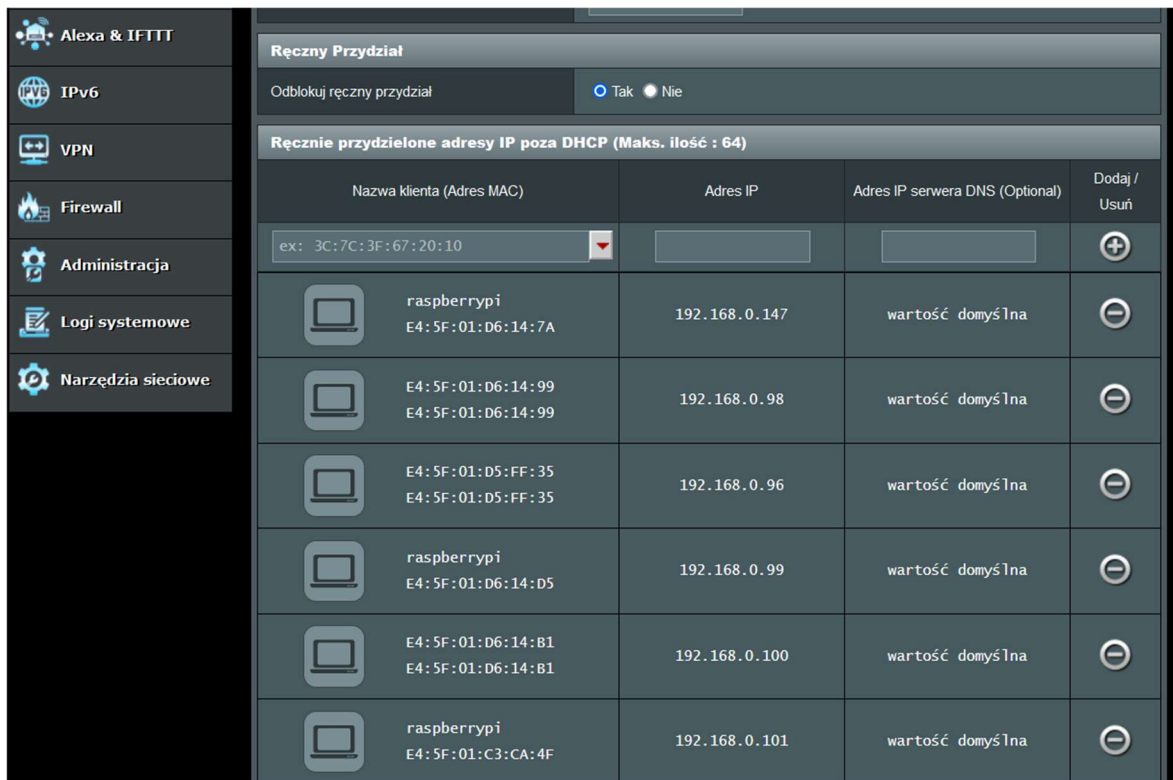 Alexa & IFTTT
IPv6
VPN
Firewall
Administracja
Logi systemowe
Narzędzia sieciowe
Ręczny Przydział
Odblokuj ręczny przydział
Tak Nie
Ręcznie przydzielone adresy IP poza DHCP (Maks. ilość : 64)
Nazwa klienta (Adres MAC)
Adres IP
Adres IP serwera DNS (Optional)
Dodaj /
Usuń
ex: 3C:7C:3F:67:20:10
raspberrypi
E4:5F:01:D6:14:7A
192.168.0.147
wartość domyślna
E4:5F:01:D6:14:99
E4:5F:01:D6:14:99
192.168.0.98
wartość domyślna
E4:5F:01:D5:FF:35
E4:5F:01:D5:FF:35
192.168.0.96
wartość domyślna
raspberrypi
E4:5F:01:D6:14:D5
192.168.0.99
wartość domyślna
E4:5F:01:D6:14:B1
E4:5F:01:D6:14:B1
192.168.0.100
wartość domyślna
raspberrypi
E4:5F:01:C3:CA:4F
192.168.0.101
wartość domyślna